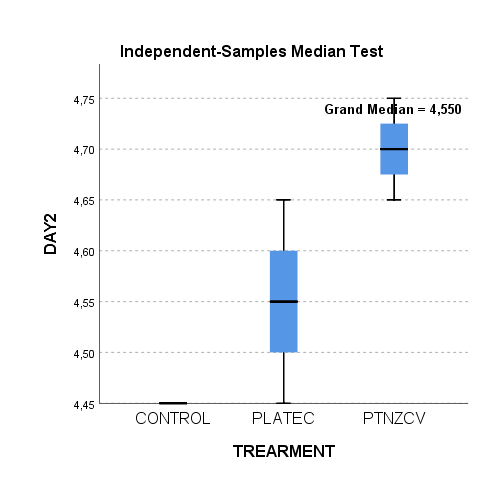 Independent-Samples Median Test
Grand Median = 4,550
4,75
4,70
4,65
4,60
4,55
4,50
4,45
DAY2
CONTROL PLATEC PTNZCV
TREARMENT